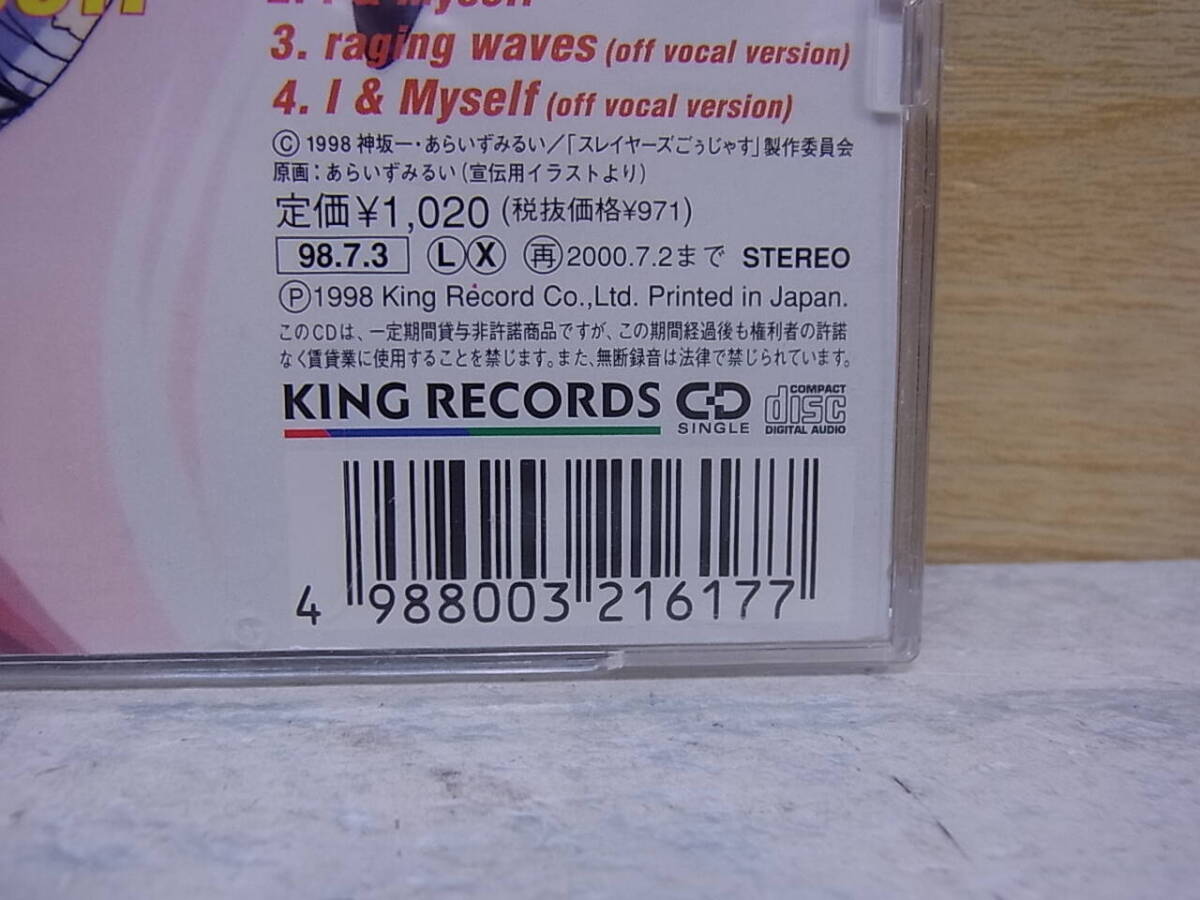 2. I & Myself
3. raging waves (off vocal version)
4. I & Myself (off vocal version)
Ⓒ 1998 神坂一・あらいずみるい／「スレイヤーズごぅじゃす」製作委員会
原画：あらいずみるい(宣伝用イラストより)
定価¥1,020 (税抜価格¥971)
98.7.3 Ⓛ Ⓧ ㊢2000.7.2まで STEREO
Ⓟ1998 King Record Co.,Ltd. Printed in Japan.
このCDは、一定期間貸与非許諾商品ですが、この期間経過後も権利者の許諾
なく賃貸業に使用することを禁じます。また、無断録音は法律で禁じられています。
KING RECORDS CD SINGLE COMPACT disc DIGITAL AUDIO
4 988003 216177